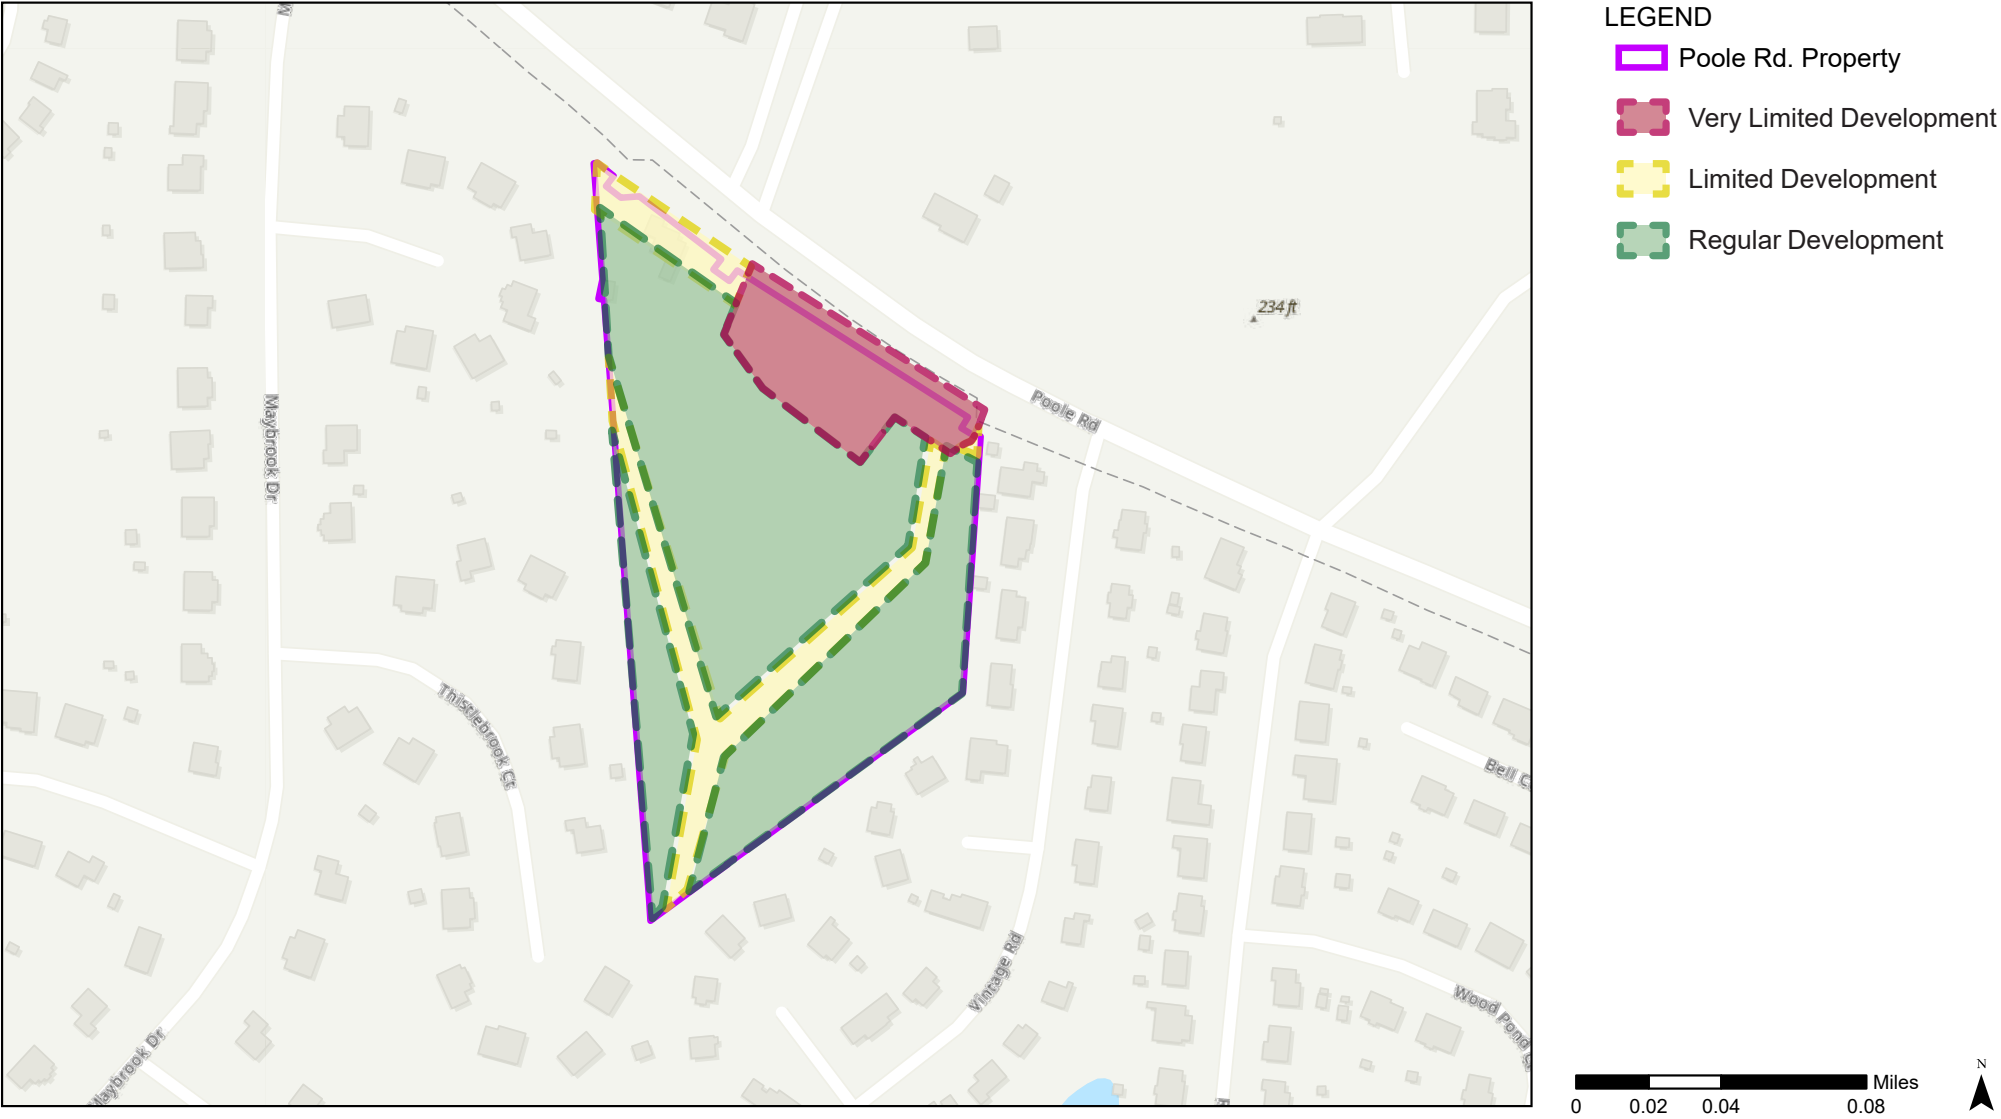 LEGEND
Poole Rd. Property
Very Limited Development
Limited Development
Regular Development
234 ft
Poole Rd
Maybrook Dr
Thistlebrook Ct
Bell C
Vintage Rd
Wood Pond C
Maybrook Dr
N
Miles
0 0.02 0.04 0.08